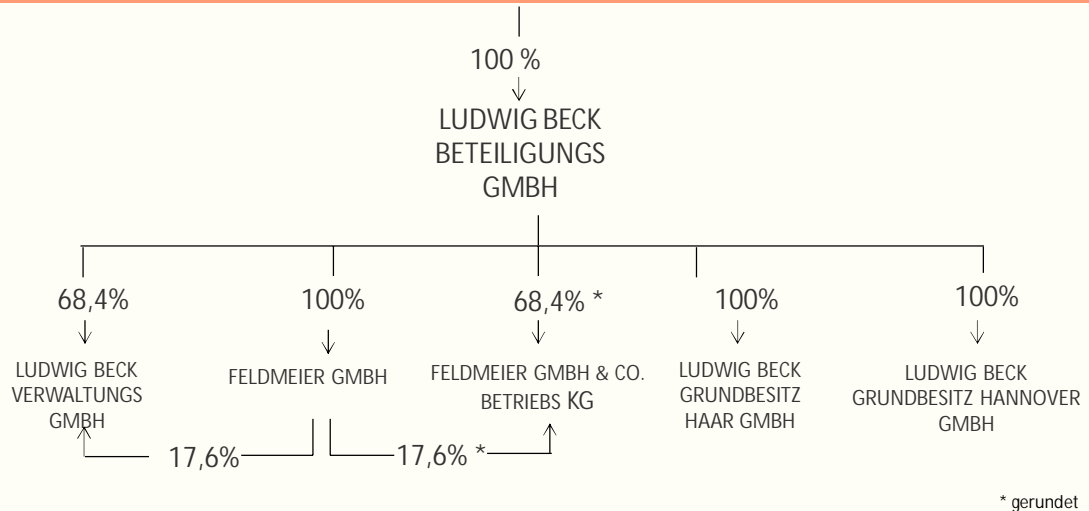 100 %
LUDWIG BECK
BETEILIGUNGS
GMBH
68,4%
100%
68,4% *
100%
100%
LUDWIG BECK
VERWALTUNGS
GMBH
FELDMEIER GMBH
FELDMEIER GMBH & CO.
BETRIEBS KG
LUDWIG BECK
GRUNDBESITZ
HAAR GMBH
LUDWIG BECK
GRUNDBESITZ HANNOVER
GMBH
17,6%
17,6% *
* gerundet